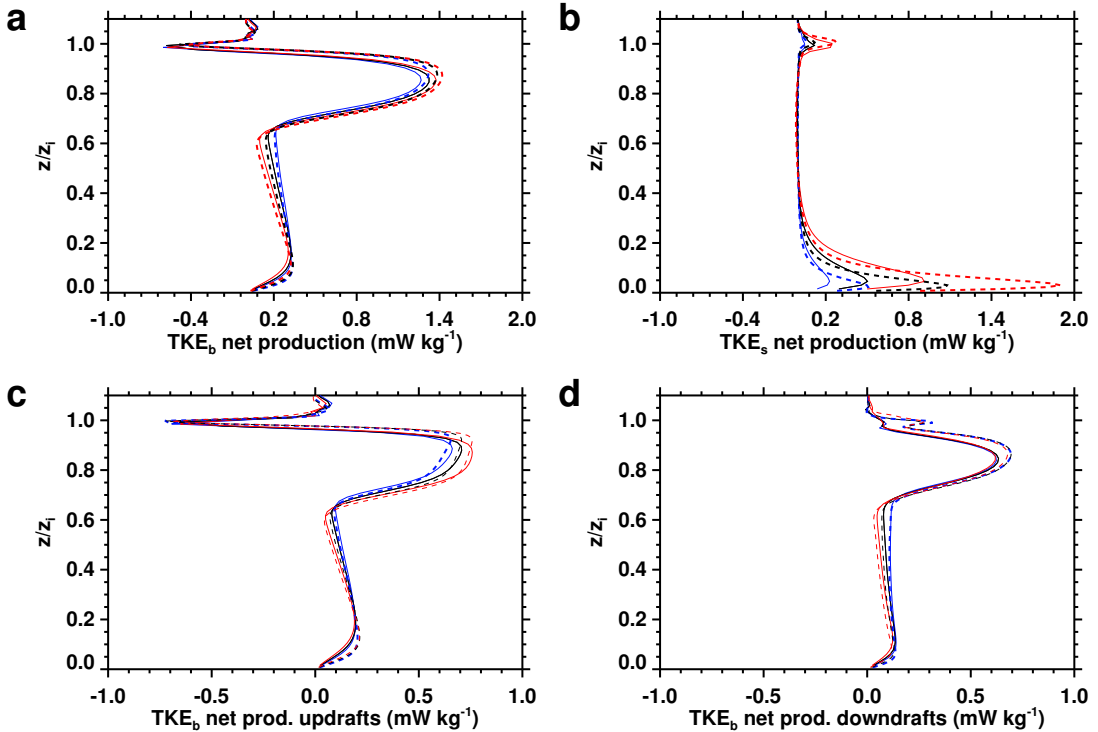 a
z/zi
1.0
0.8
0.6
0.4
0.2
0.0
-1.0 -0.4 0.2 0.8 1.4 2.0
TKEb net production (mW kg-1)
b
z/zi
1.0
0.8
0.6
0.4
0.2
0.0
-1.0 -0.4 0.2 0.8 1.4 2.0
TKEs net production (mW kg-1)
c
z/zi
1.0
0.8
0.6
0.4
0.2
0.0
-1.0 -0.5 0.0 0.5 1.0
TKEb net prod. updrafts (mW kg-1)
d
z/zi
1.0
0.8
0.6
0.4
0.2
0.0
-1.0 -0.5 0.0 0.5 1.0
TKEb net prod. downdrafts (mW kg-1)